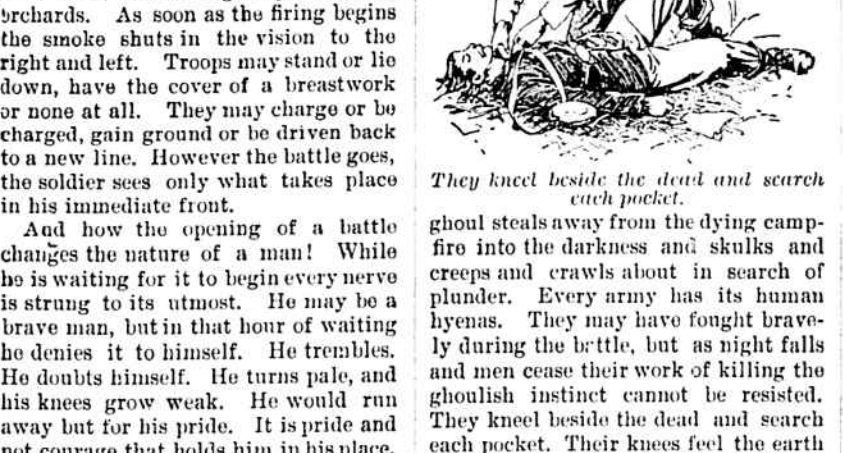 orchards. As soon as the firing begins
the smoke shuts in the vision to the
right and left. Troops may stand or lie
down, have the cover of a breastwork
or none at all. They may charge or be
charged, gain ground or be driven back
to a new line. However the battle goes,
the soldier sees only what takes place
in his immediate front.
And how the opening of a battle
changes the nature of a man! While
he is waiting for it to begin every nerve
is strung to its utmost. He may be a
brave man, but in that hour of waiting
he denies it to himself. He trembles.
He doubts himself. He turns pale, and
his knees grow weak. He would run
away but for his pride. It is pride and
not courage that holds him in his place.
They kneel beside the dead and search
each pocket.
ghoul steals away from the dying camp-
fire into the darkness and skulks and
creeps and crawls about in search of
plunder. Every army has its human
hyenas. They may have fought brave-
ly during the battle, but as night falls
and men cease their work of killing the
ghoulish instinct cannot be resisted.
They kneel beside the dead and search
each pocket. Their knees feel the earth